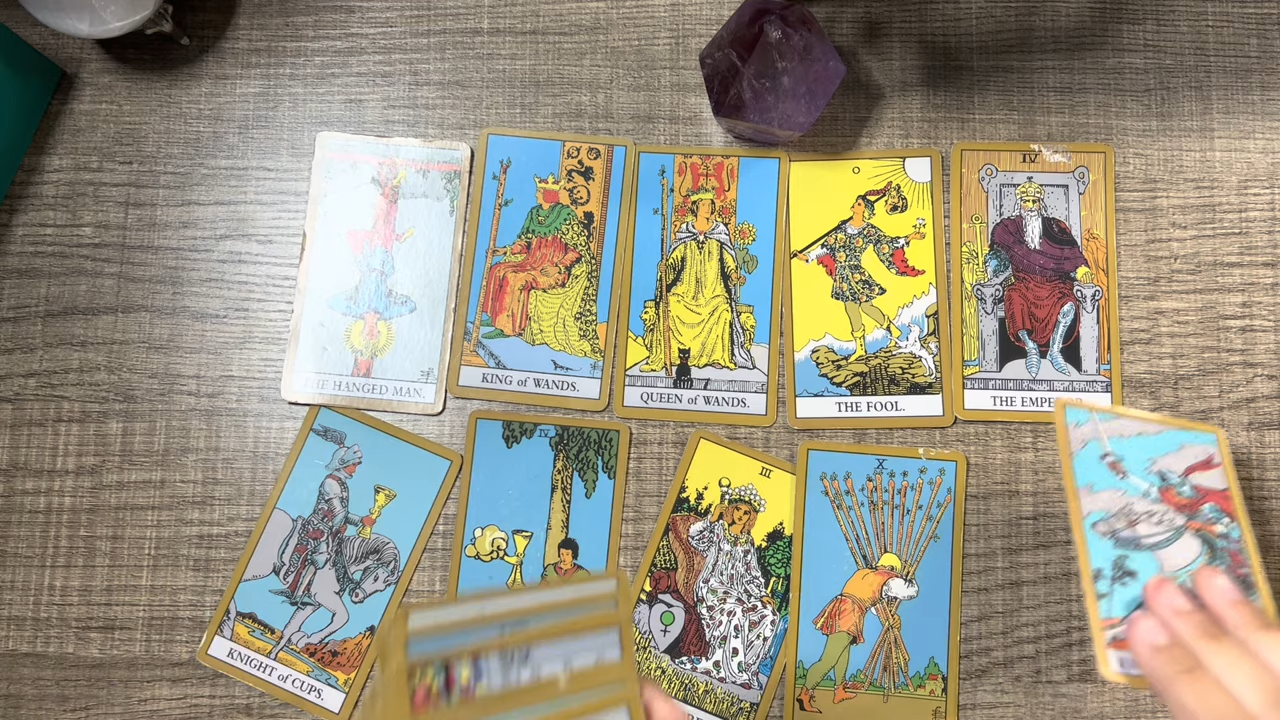 THE HANGED MAN.
KING of WANDS.
QUEEN of WANDS.
THE FOOL.
IV
THE EMPEROR.
KNIGHT of CUPS.
IV
III
X